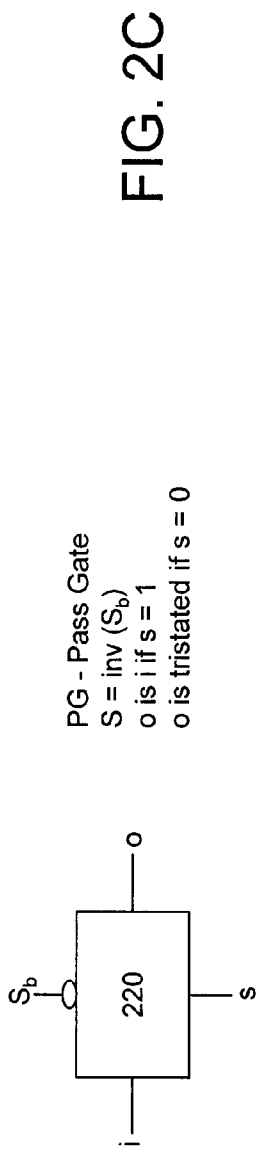 S_b
i
220
o
s
PG - Pass Gate
S = inv (S_b)
o is i if s = 1
o is tristated if s = 0
FIG. 2C